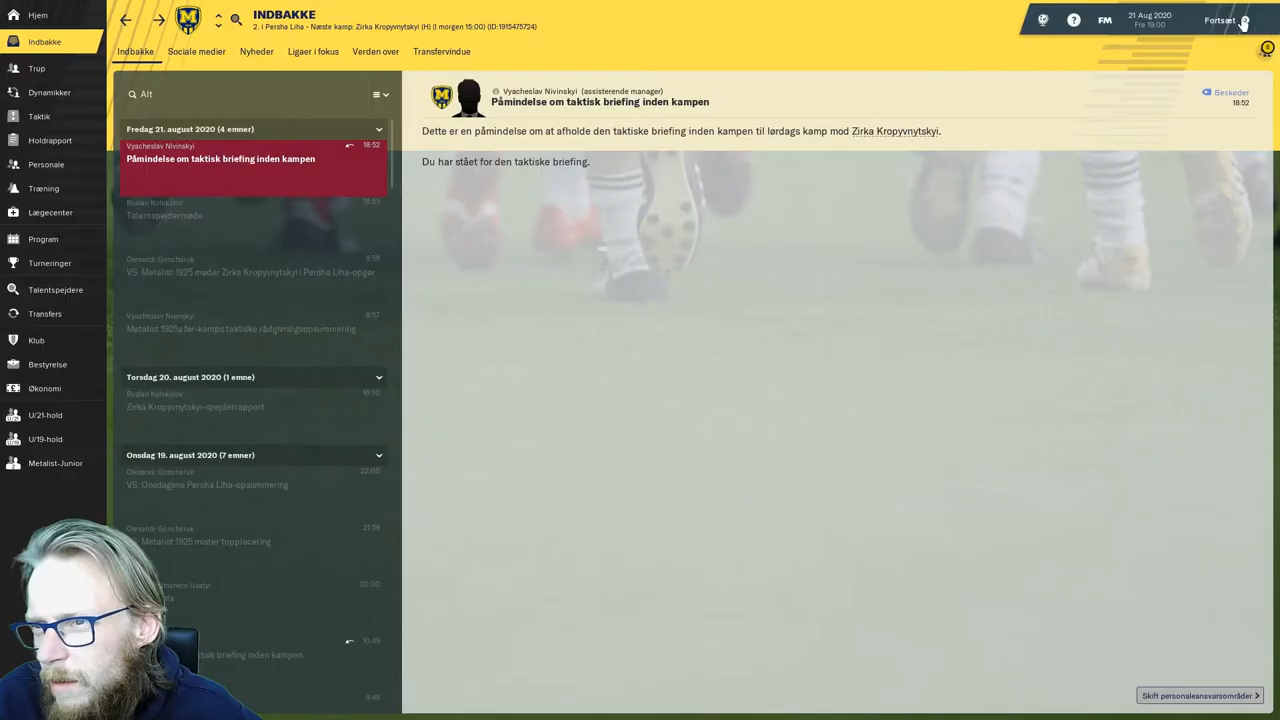 INDBAKKE
2. i Persha Liha - Næste kamp: Zirka Kropyvnytskyi (H) (I morgen 15:00) (ID:1915475724)
FM
21 Aug 2020
Fre 19:00
Fortsæt
Indbakke
Sociale medier
Nyheder
Ligaer i fokus
Verden over
Transfervindue
Hjem
Indbakke
Trup
Dynamikker
Taktik
Holdrapport
Personale
Træning
Lægecenter
Program
Turneringer
Talentspejdere
Transfers
Klub
Bestyrelse
Økonomi
U/21-hold
U/19-hold
Metalist-Junior
Alt
Fredag 21. august 2020 (4 emner)
Vyacheslav Nivinskyi 18:52
Påmindelse om taktisk briefing inden kampen
Ruslan Kolokolov 16:53
Talentspejdermøde
Olexandr Goncharuk 9:58
VS: Metalist 1925 møder Zirka Kropyvnytskyi i Persha Liha-opgør
Vyacheslav Nivinskyi 8:57
Metalist 1925s før-kamps taktiske rådgivningsopsummering
Torsdag 20. august 2020 (1 emne)
Ruslan Kolokolov 16:50
Zirka Kropyvnytskyi-spejderrapport
Onsdag 19. august 2020 (7 emner)
Olexandr Goncharuk 22:00
VS: Onsdagens Persha Liha-opsummering
Olexandr Goncharuk 21:59
Metalist 1925 mister topplacering
20:00
10:49
briefing inden kampen
9:49
Vyacheslav Nivinskyi (assisterende manager)
Påmindelse om taktisk briefing inden kampen
Beskeder
18:52
Dette er en påmindelse om at afholde den taktiske briefing inden kampen til lørdags kamp mod Zirka Kropyvnytskyi.
Du har stået for den taktiske briefing.
Skift personaleansvarsområder